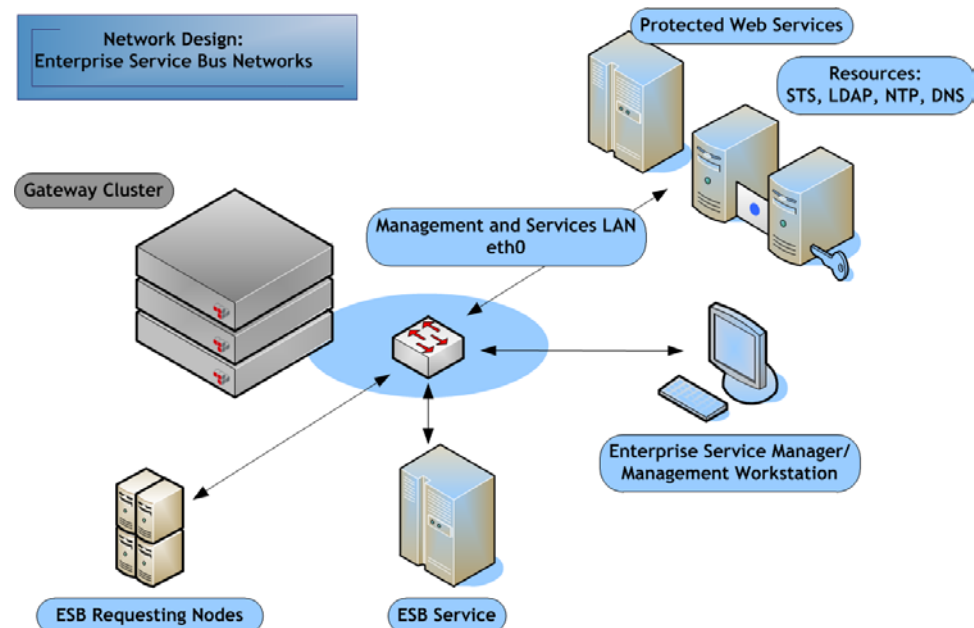 Network Design:
Enterprise Service Bus Networks
Protected Web Services
Resources:
STS, LDAP, NTP, DNS
Gateway Cluster
Management and Services LAN
eth0
Enterprise Service Manager/
Management Workstation
ESB Requesting Nodes
ESB Service